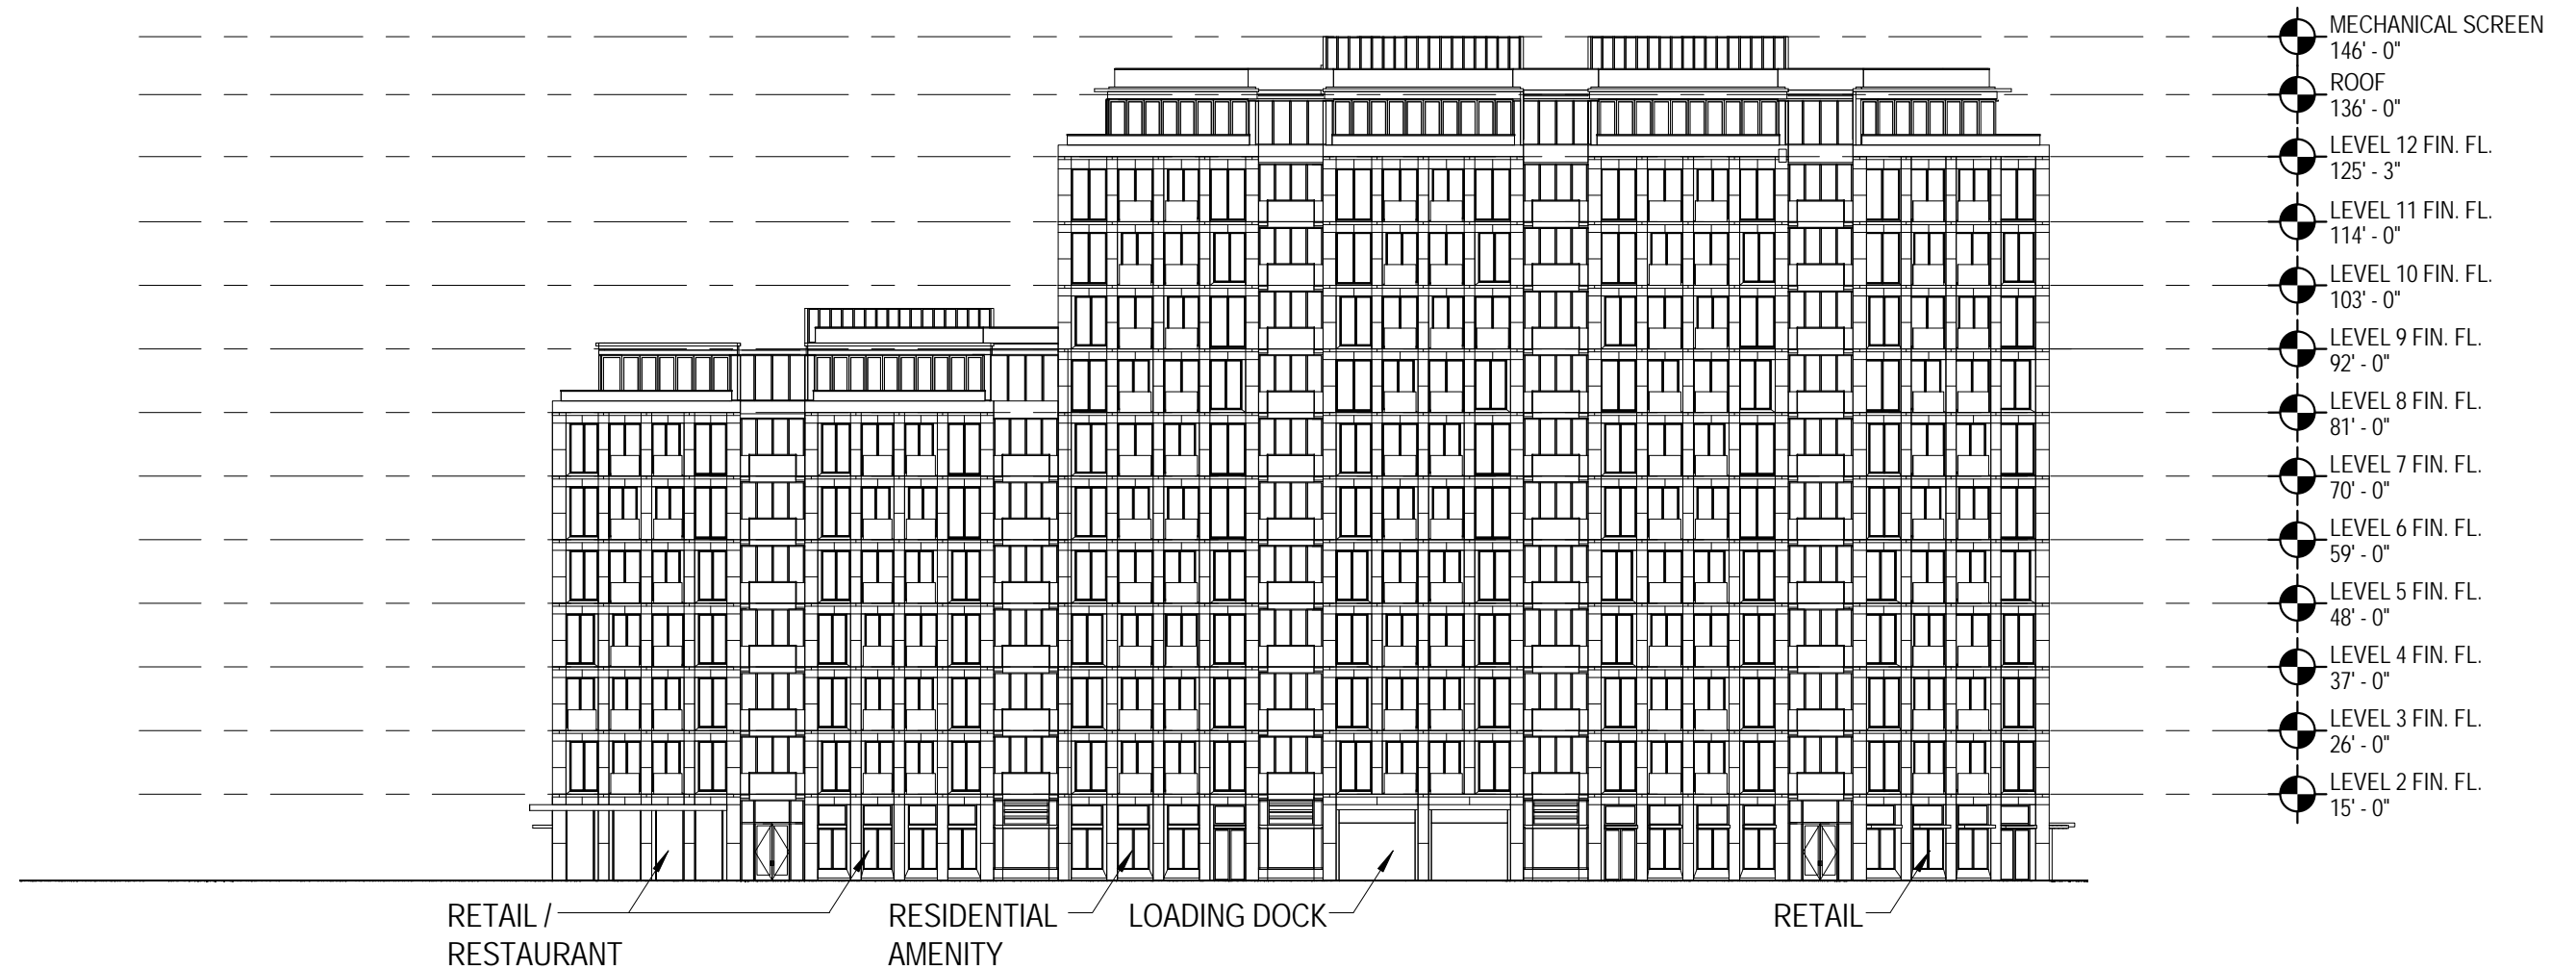 MECHANICAL SCREEN
146' - 0"
ROOF
136' - 0"
LEVEL 12 FIN. FL.
125' - 3"
LEVEL 11 FIN. FL.
114' - 0"
LEVEL 10 FIN. FL.
103' - 0"
LEVEL 9 FIN. FL.
92' - 0"
LEVEL 8 FIN. FL.
81' - 0"
LEVEL 7 FIN. FL.
70' - 0"
LEVEL 6 FIN. FL.
59' - 0"
LEVEL 5 FIN. FL.
48' - 0"
LEVEL 4 FIN. FL.
37' - 0"
LEVEL 3 FIN. FL.
26' - 0"
LEVEL 2 FIN. FL.
15' - 0"
RETAIL /
RESTAURANT
RESIDENTIAL
AMENITY
LOADING DOCK
RETAIL